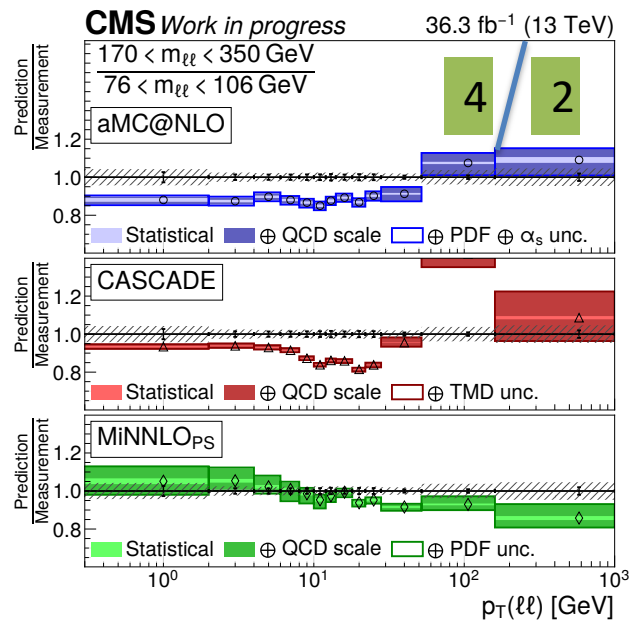 CMS Work in progress 36.3 fb⁻¹ (13 TeV)
170 < mℓℓ < 350 GeV
76 < mℓℓ < 106 GeV
4 2
Prediction
Measurement
aMC@NLO
1.2
1.0
0.8
Statistical ⊕ QCD scale ⊕ PDF ⊕ αs unc.
Prediction
Measurement
CASCADE
1.2
1.0
0.8
Statistical ⊕ QCD scale ⊕ TMD unc.
Prediction
Measurement
MiNNLOPS
1.2
1.0
0.8
Statistical ⊕ QCD scale ⊕ PDF unc.
10⁰ 10¹ 10² 10³
pT(ℓℓ) [GeV]